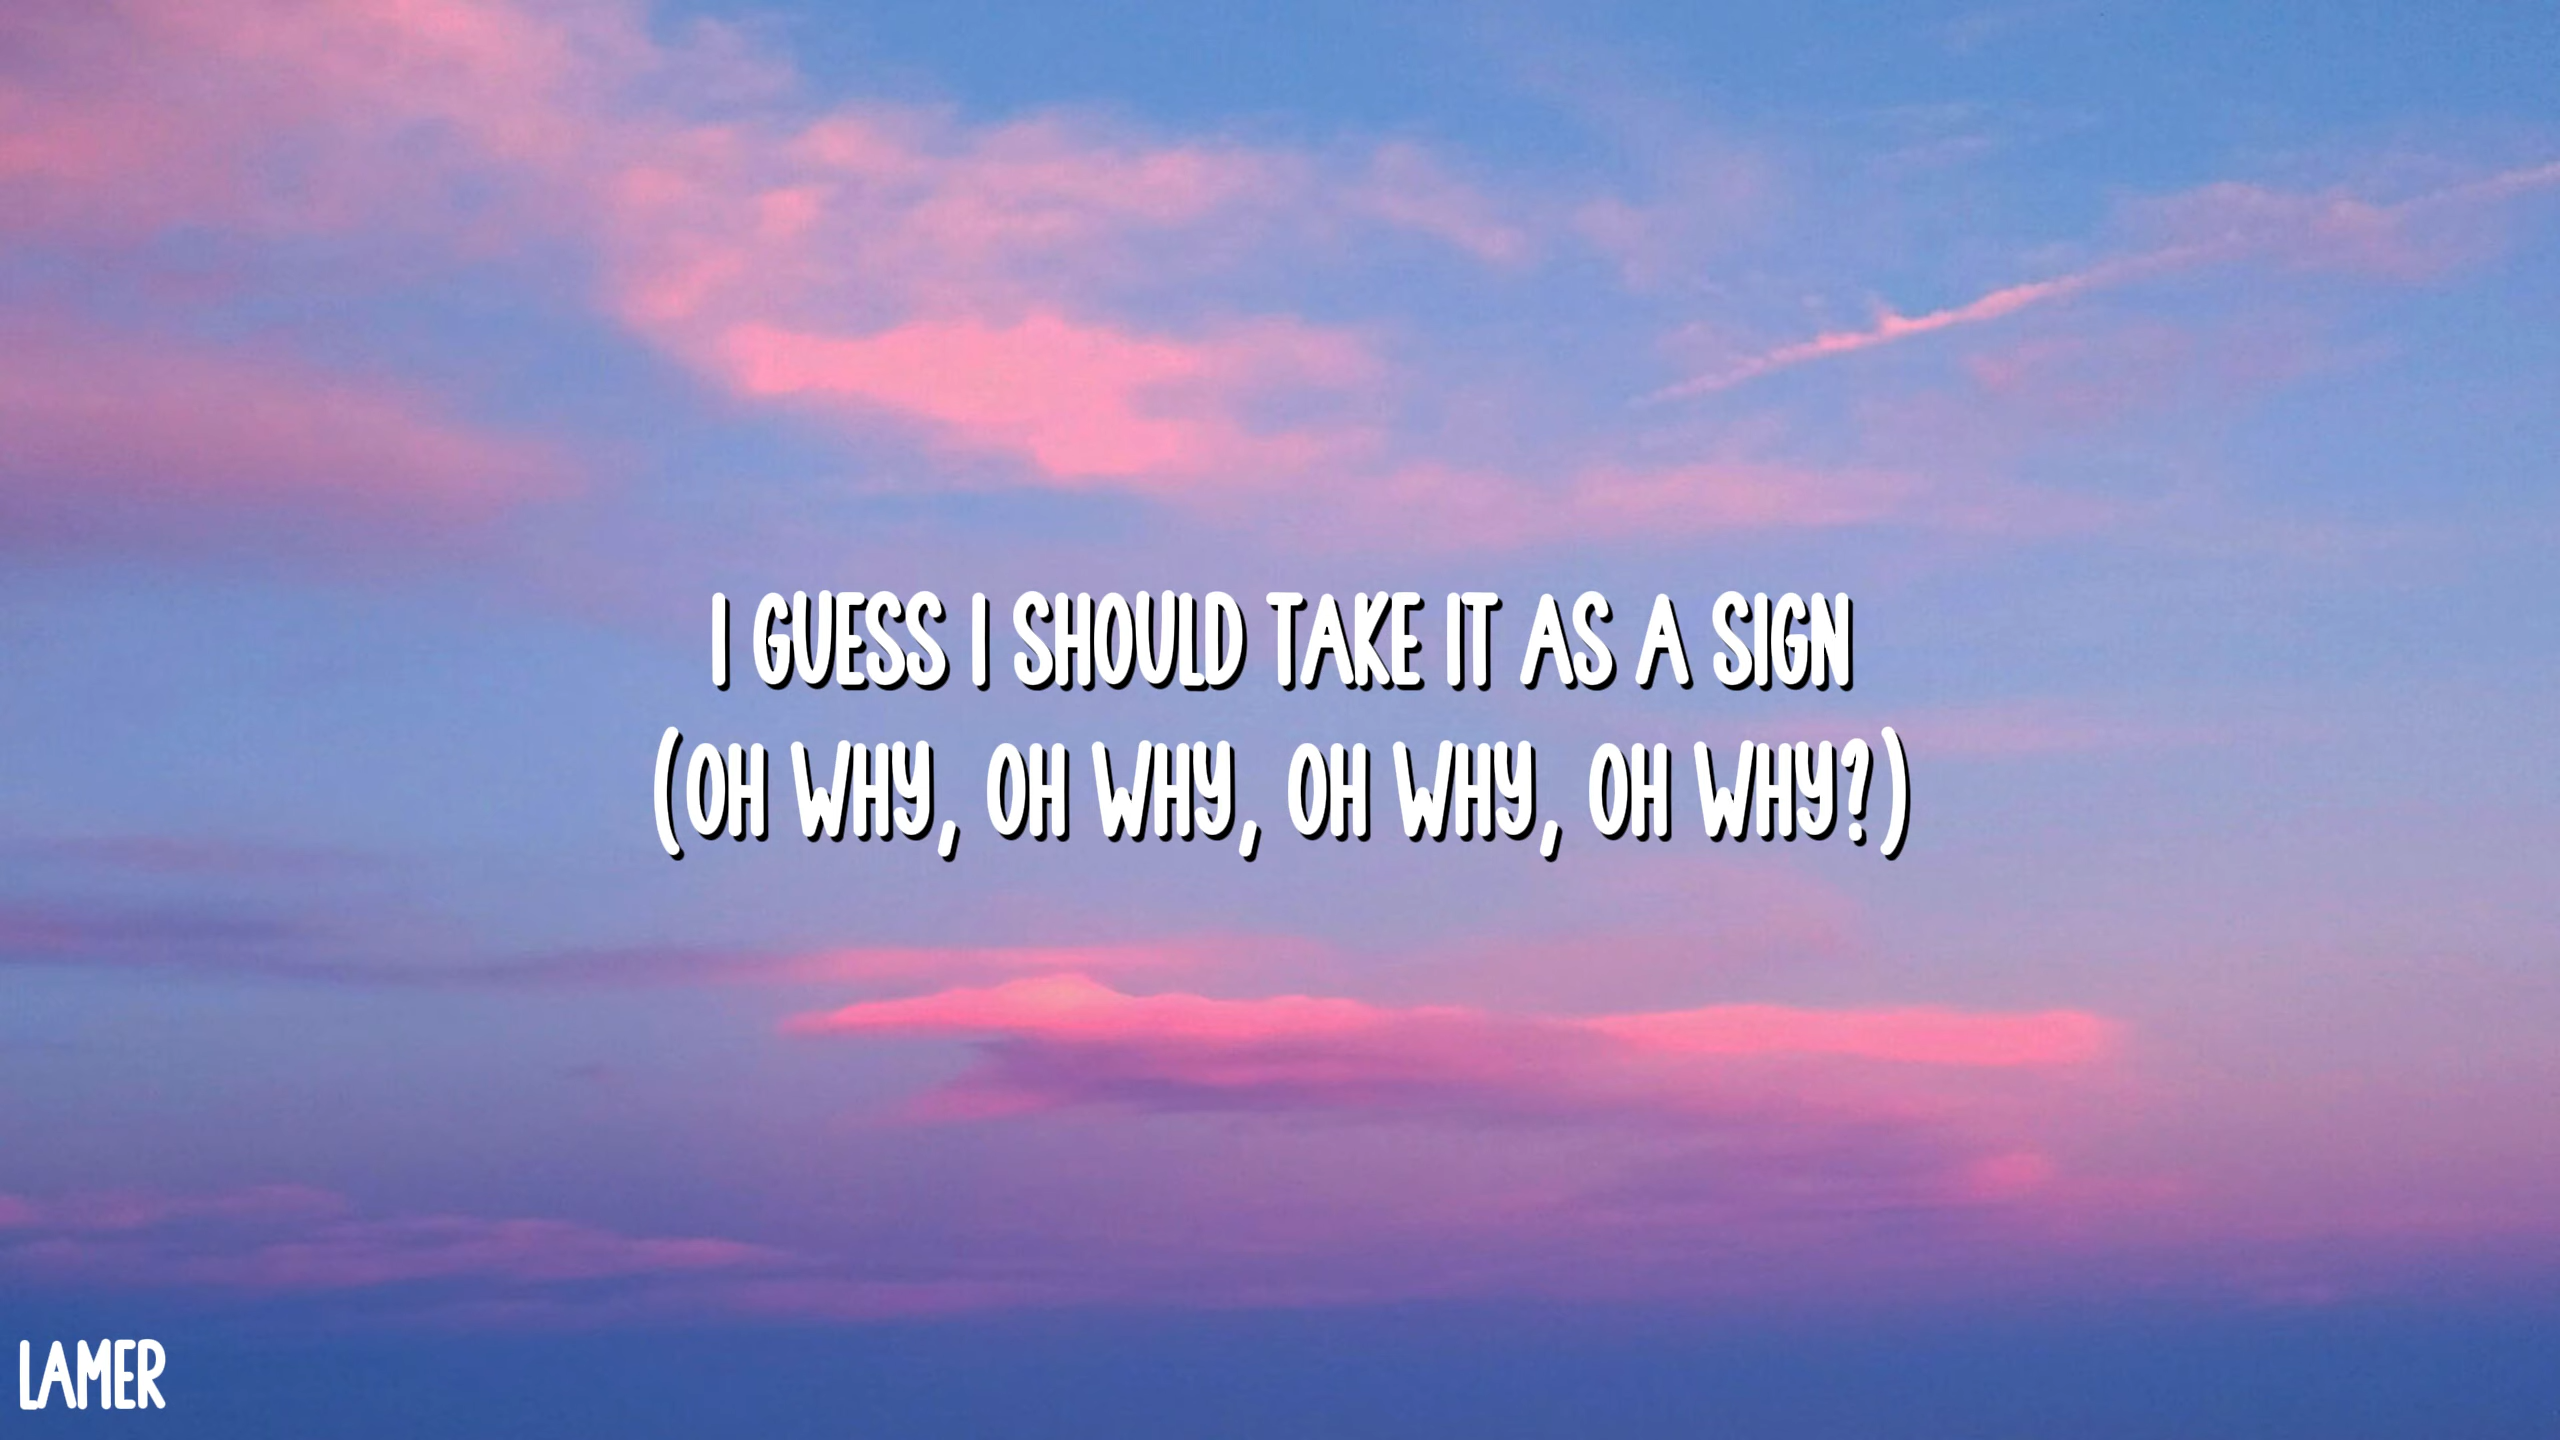 I GUESS I SHOULD TAKE IT AS A SIGN
(OH WHY, OH WHY, OH WHY, OH WHY?)
LAMER